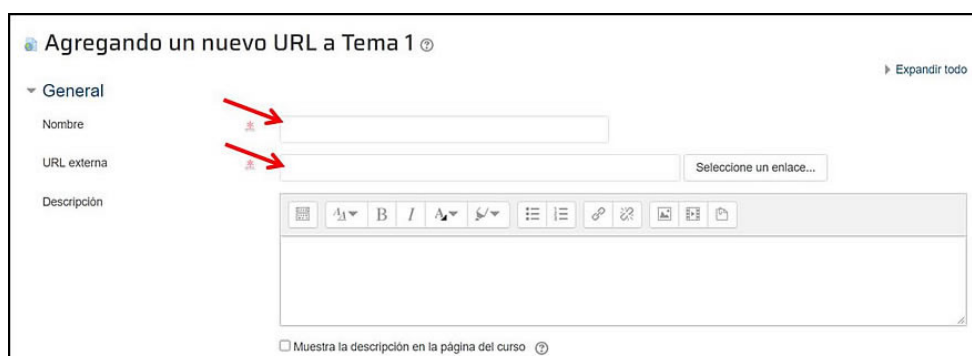 Agregando un nuevo URL a Tema 1
Expandir todo
General
Nombre
URL externa
Seleccione un enlace...
Descripción
B I
Muestra la descripción en la página del curso